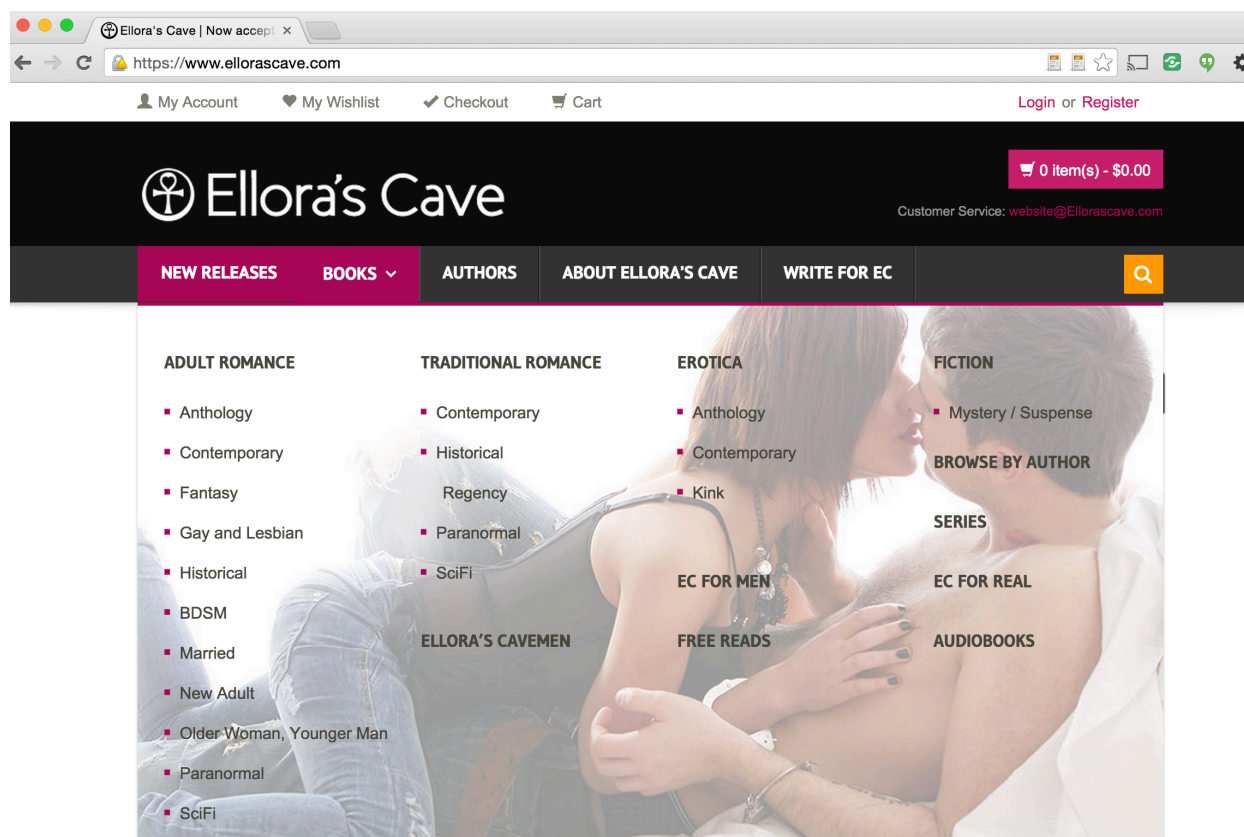 Ellora's Cave | Now accept
https://www.ellorascave.com
My Account My Wishlist Checkout Cart Login or Register
Ellora's Cave
0 item(s) - $0.00
Customer Service: website@Ellorascave.com
NEW RELEASES BOOKS AUTHORS ABOUT ELLORA'S CAVE WRITE FOR EC
ADULT ROMANCE
Anthology
Contemporary
Fantasy
Gay and Lesbian
Historical
BDSM
Married
New Adult
Older Woman, Younger Man
Paranormal
SciFi
TRADITIONAL ROMANCE
Contemporary
Historical
Regency
Paranormal
SciFi
ELLORA'S CAVEMEN
EROTICA
Anthology
Contemporary
Kink
EC FOR MEN
FREE READS
FICTION
Mystery / Suspense
BROWSE BY AUTHOR
SERIES
EC FOR REAL
AUDIOBOOKS